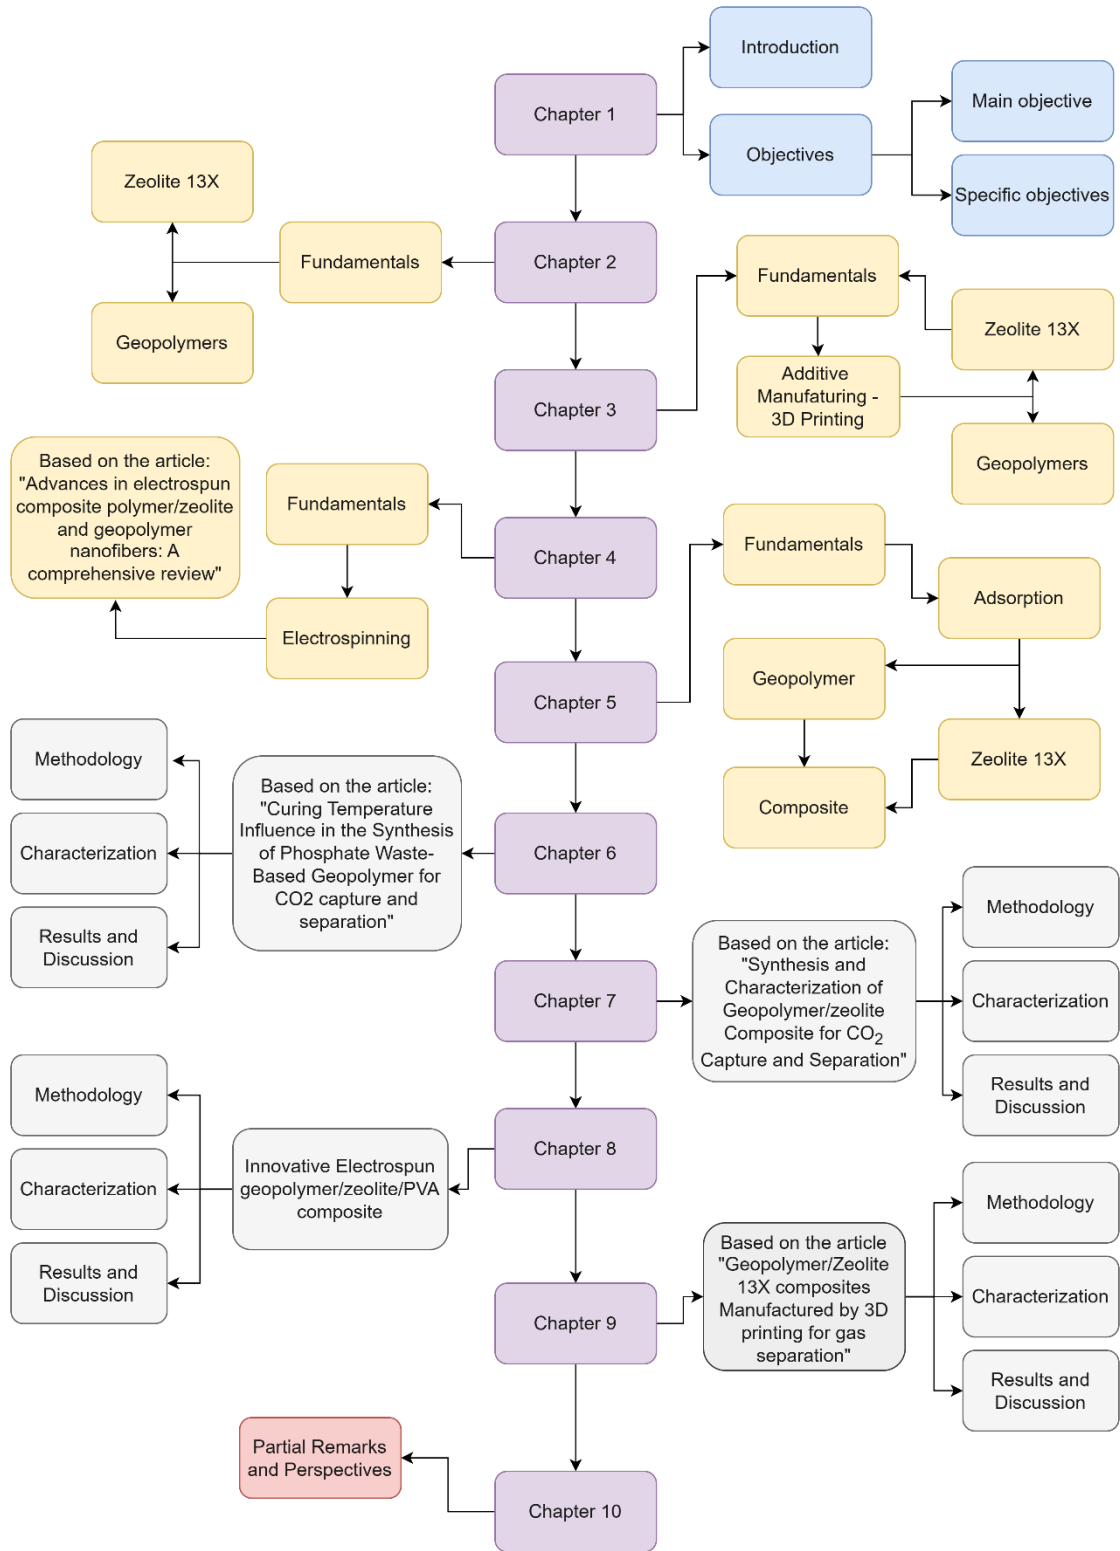 Introduction
Chapter 1
Objectives
Main objective
Specific objectives
Chapter 2
Fundamentals
Zeolite 13X
Geopolymers
Chapter 3
Fundamentals
Additive
Manufaturing -
3D Printing
Zeolite 13X
Geopolymers
Chapter 4
Fundamentals
Electrospinning
Based on the article:
"Advances in electrospun
composite polymer/zeolite
and geopolymer
nanofibers: A
comprehensive review"
Chapter 5
Fundamentals
Adsorption
Geopolymer
Zeolite 13X
Composite
Chapter 6
Based on the article:
"Curing Temperature
Influence in the Synthesis
of Phosphate Waste-
Based Geopolymer for
CO2 capture and
separation"
Methodology
Characterization
Results and
Discussion
Chapter 7
Based on the article:
"Synthesis and
Characterization of
Geopolymer/zeolite
Composite for CO₂
Capture and Separation"
Methodology
Characterization
Results and
Discussion
Chapter 8
Innovative Electrospun
geopolymer/zeolite/PVA
composite
Methodology
Characterization
Results and
Discussion
Chapter 9
Based on the article
"Geopolymer/Zeolite
13X composites
Manufactured by 3D
printing for gas
separation"
Methodology
Characterization
Results and
Discussion
Chapter 10
Partial Remarks
and Perspectives